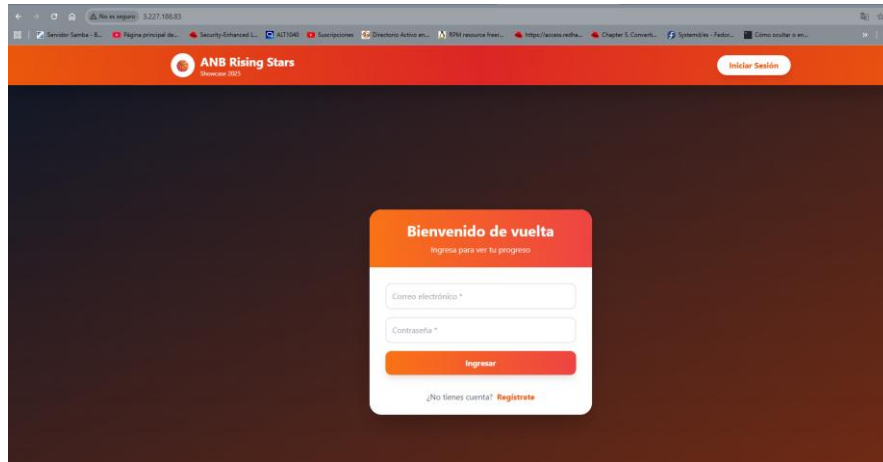 No es seguro 3.227.188.83
Servidor Samba - B... Página principal de... Security-Enhanced L... ALT1040 Suscripciones Directorio Activo en... RPM resource freei... https://access.redha... Chapter 5. Converti... Systemd/es - Fedor... Cómo ocultar o en...
ANB Rising Stars
Showcase 2025
Iniciar Sesión
Bienvenido de vuelta
Ingresa para ver tu progreso
Correo electrónico *
Contraseña *
Ingresar
¿No tienes cuenta? Regístrate